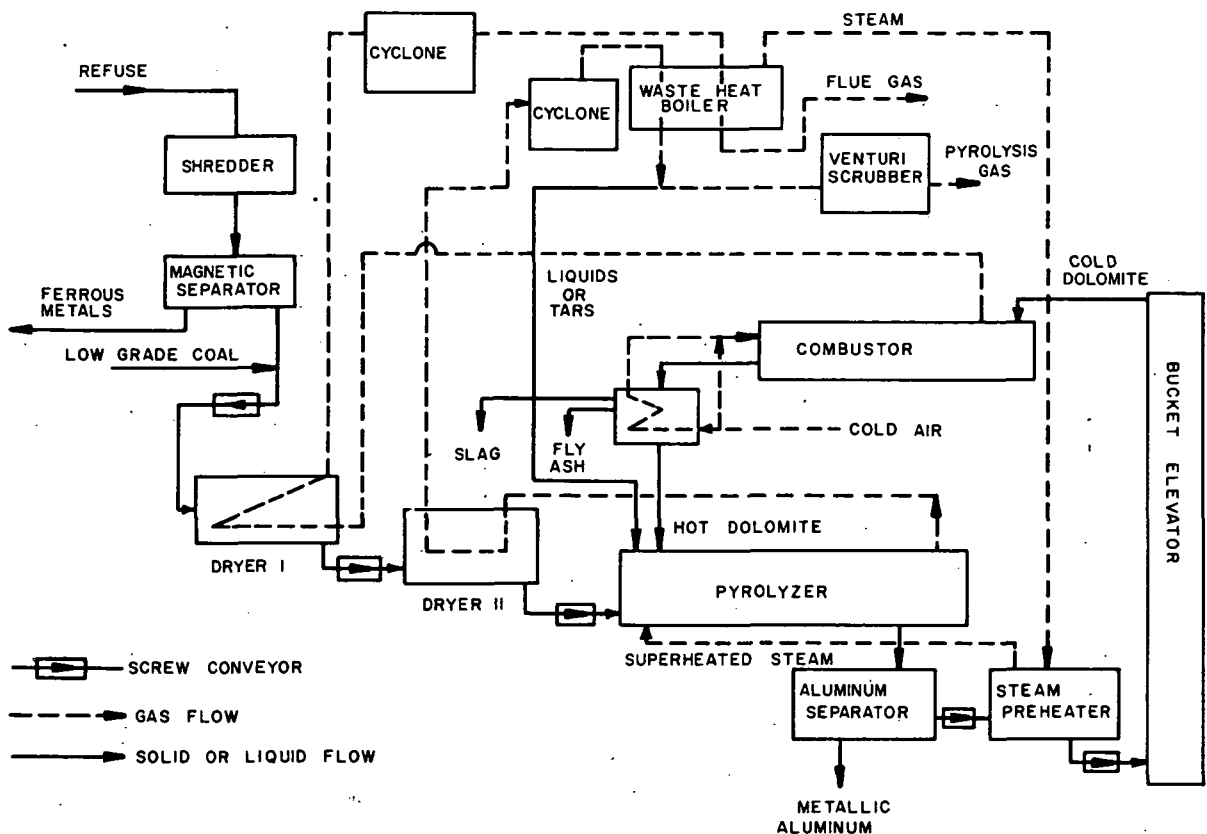 STEAM
CYCLONE
REFUSE
WASTE HEAT
BOILER
FLUE GAS
CYCLONE
SHREDDER
VENTURI
SCRUBBER
PYROLYSIS
GAS
MAGNETIC
SEPARATOR
LIQUIDS
OR
TARS
COLD
DOLOMITE
FERROUS
METALS
LOW GRADE COAL
COMBUSTOR
BUCKET ELEVATOR
COLD AIR
SLAG
FLY
ASH
HOT DOLOMITE
DRYER I
DRYER II
PYROLYZER
SUPERHEATED STEAM
SCREW CONVEYOR
ALUMINUM
SEPARATOR
STEAM
PREHEATER
GAS FLOW
SOLID OR LIQUID FLOW
METALLIC
ALUMINUM